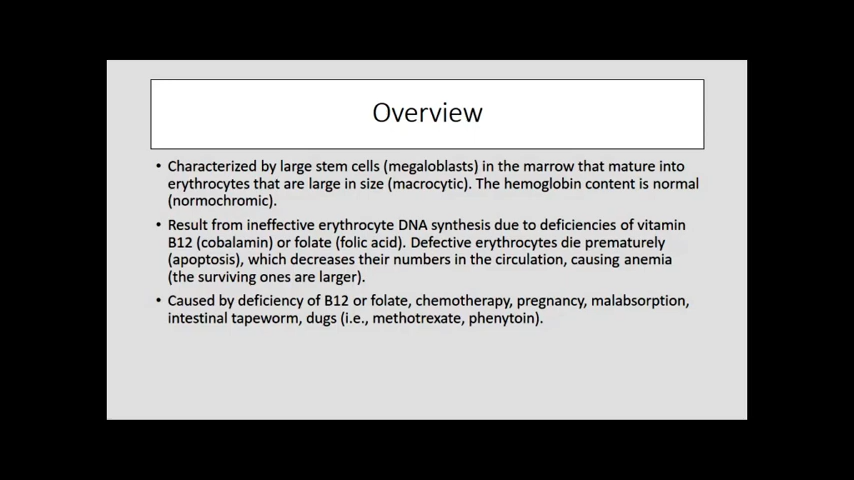 Overview
• Characterized by large stem cells (megaloblasts) in the marrow that mature into
erythrocytes that are large in size (macrocytic). The hemoglobin content is normal
(normochromic).
• Result from ineffective erythrocyte DNA synthesis due to deficiencies of vitamin
B12 (cobalamin) or folate (folic acid). Defective erythrocytes die prematurely
(apoptosis), which decreases their numbers in the circulation, causing anemia
(the surviving ones are larger).
• Caused by deficiency of B12 or folate, chemotherapy, pregnancy, malabsorption,
intestinal tapeworm, dugs (i.e., methotrexate, phenytoin).